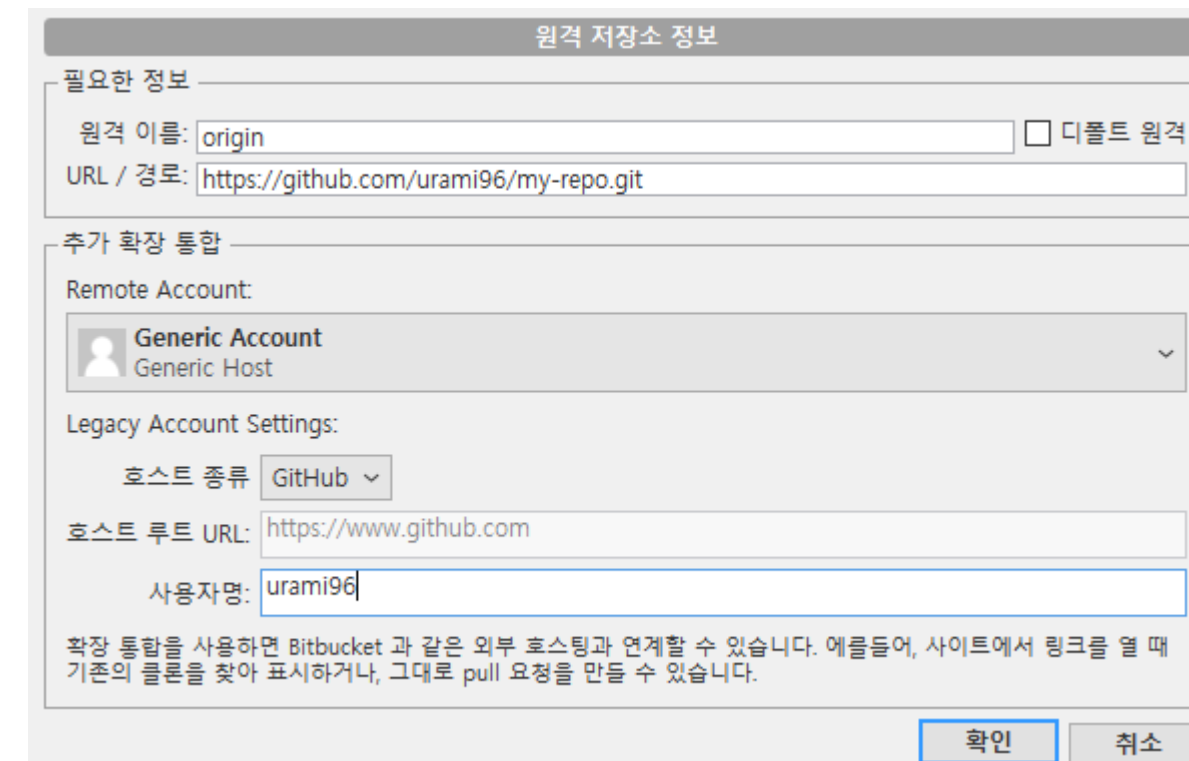 원격 저장소 정보
필요한 정보
원격 이름: origin 디폴트 원격
URL / 경로: https://github.com/urami96/my-repo.git
추가 확장 통합
Remote Account:
Generic Account
Generic Host
Legacy Account Settings:
호스트 종류 GitHub
호스트 루트 URL: https://www.github.com
사용자명: urami96
확장 통합을 사용하면 Bitbucket 과 같은 외부 호스팅과 연계할 수 있습니다. 에를들어, 사이트에서 링크를 열 때
기존의 클론을 찾아 표시하거나, 그대로 pull 요청을 만들 수 있습니다.
확인 취소